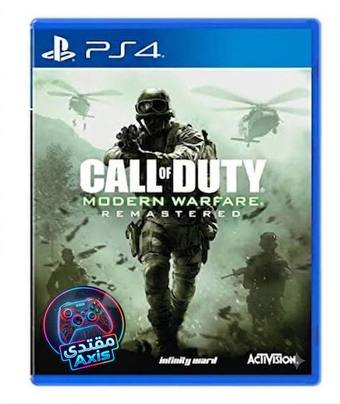 PS4
CALL OF DUTY
MODERN WARFARE®
REMASTERED
مقتدى
Axis
infinity ward
ACTIVISION